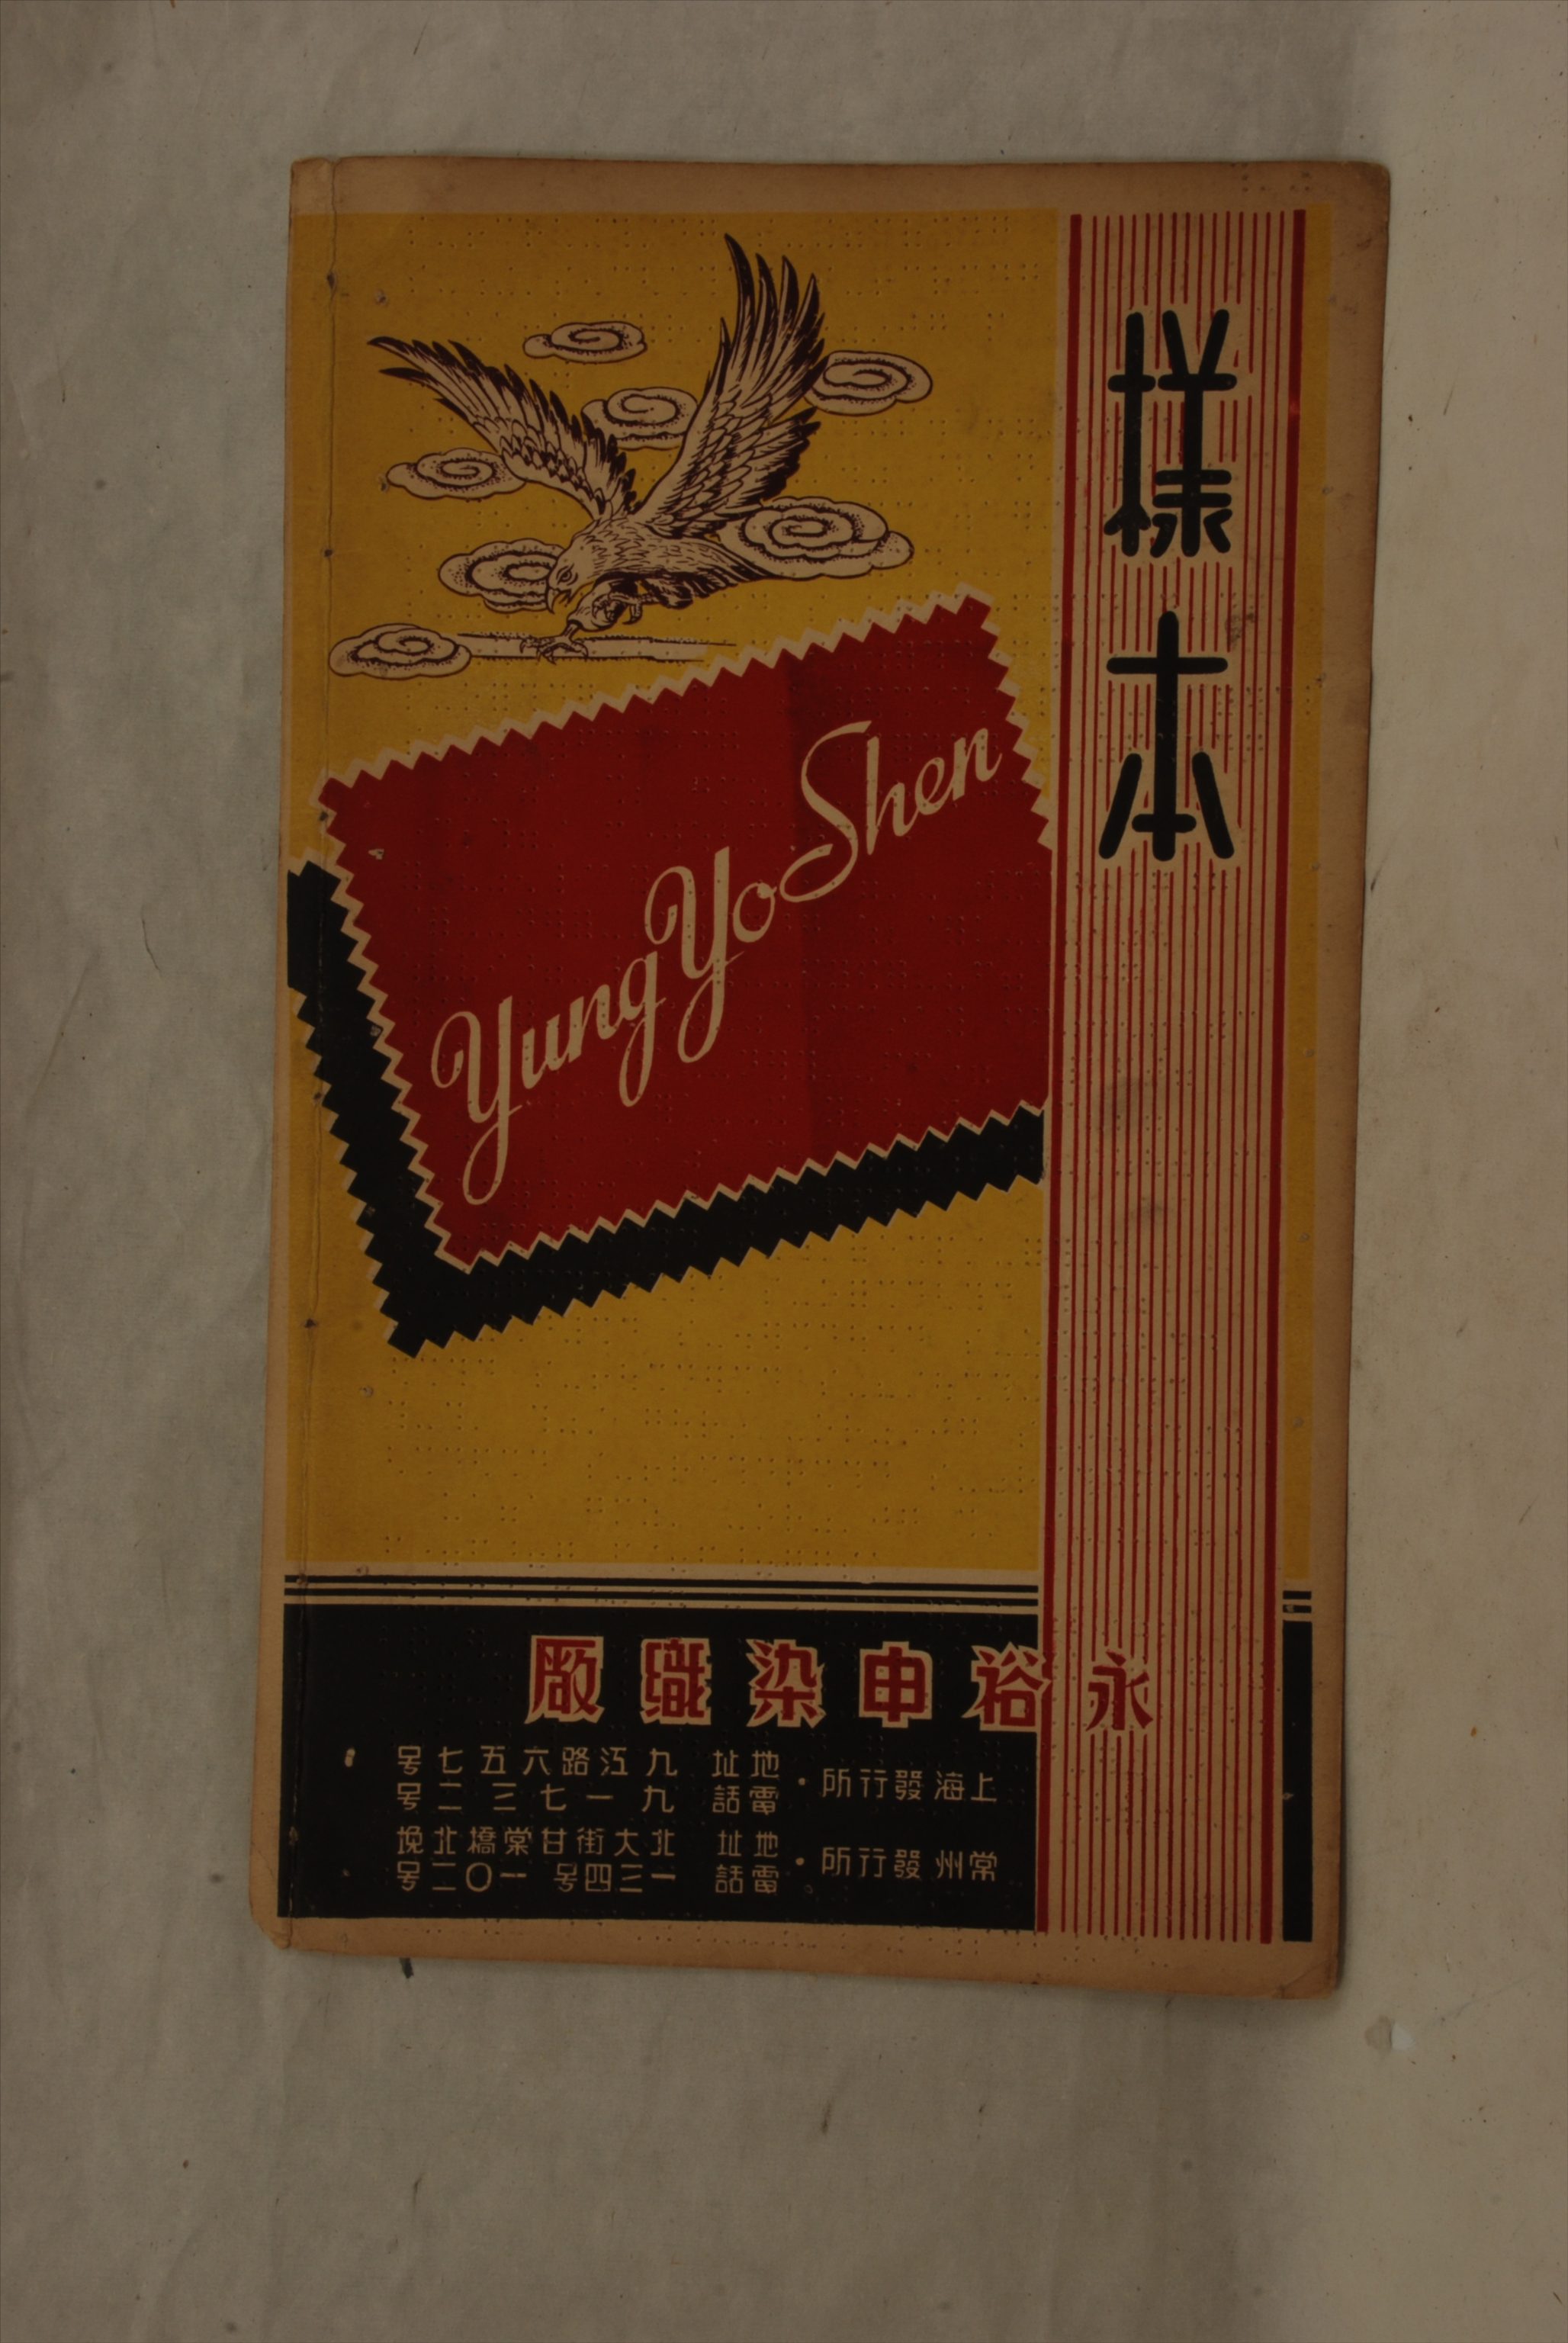 樣本
Yung Yo Shen
永裕申染織厰
上海發行所・地址 九江路六五七号
電話 九一七三二号
常州發行所・地址 北大街甘棠橋北堍
電話 一三四号 一〇二号